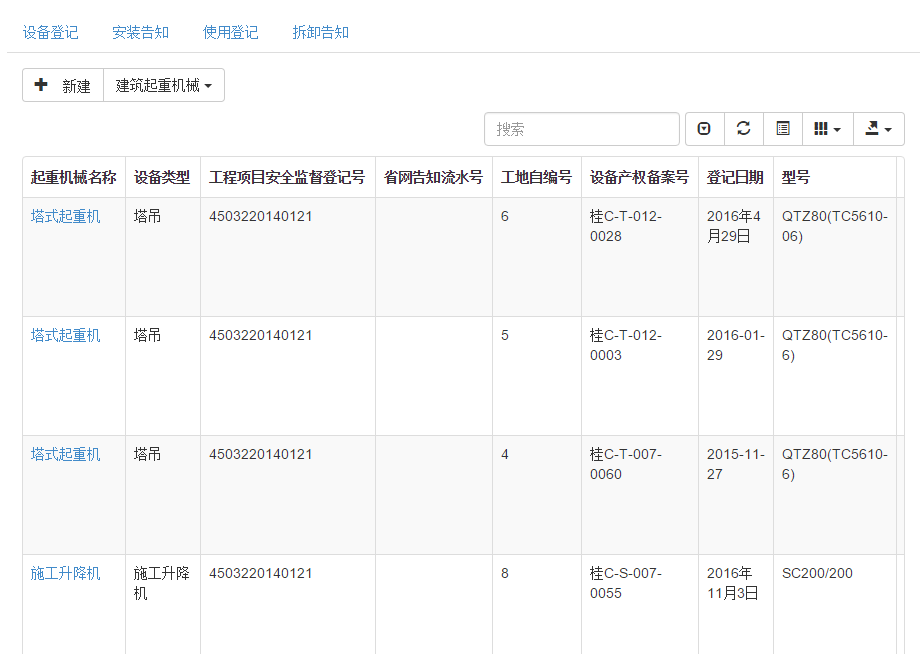 设备登记 安装告知 使用登记 拆卸告知
新建 建筑起重机械
搜索
起重机械名称 设备类型 工程项目安全监督登记号 省网告知流水号 工地自编号 设备产权备案号 登记日期 型号
塔式起重机 塔吊 4503220140121 6 桂C-T-012- 2016年4 QTZ80(TC5610-
0028 月29日 06)
塔式起重机 塔吊 4503220140121 5 桂C-T-012- 2016-01- QTZ80(TC5610-
0003 29 6)
塔式起重机 塔吊 4503220140121 4 桂C-T-007- 2015-11- QTZ80(TC5610-
0060 27 6)
施工升降机 施工升降 4503220140121 8 桂C-S-007- 2016年 SC200/200
机 0055 11月3日